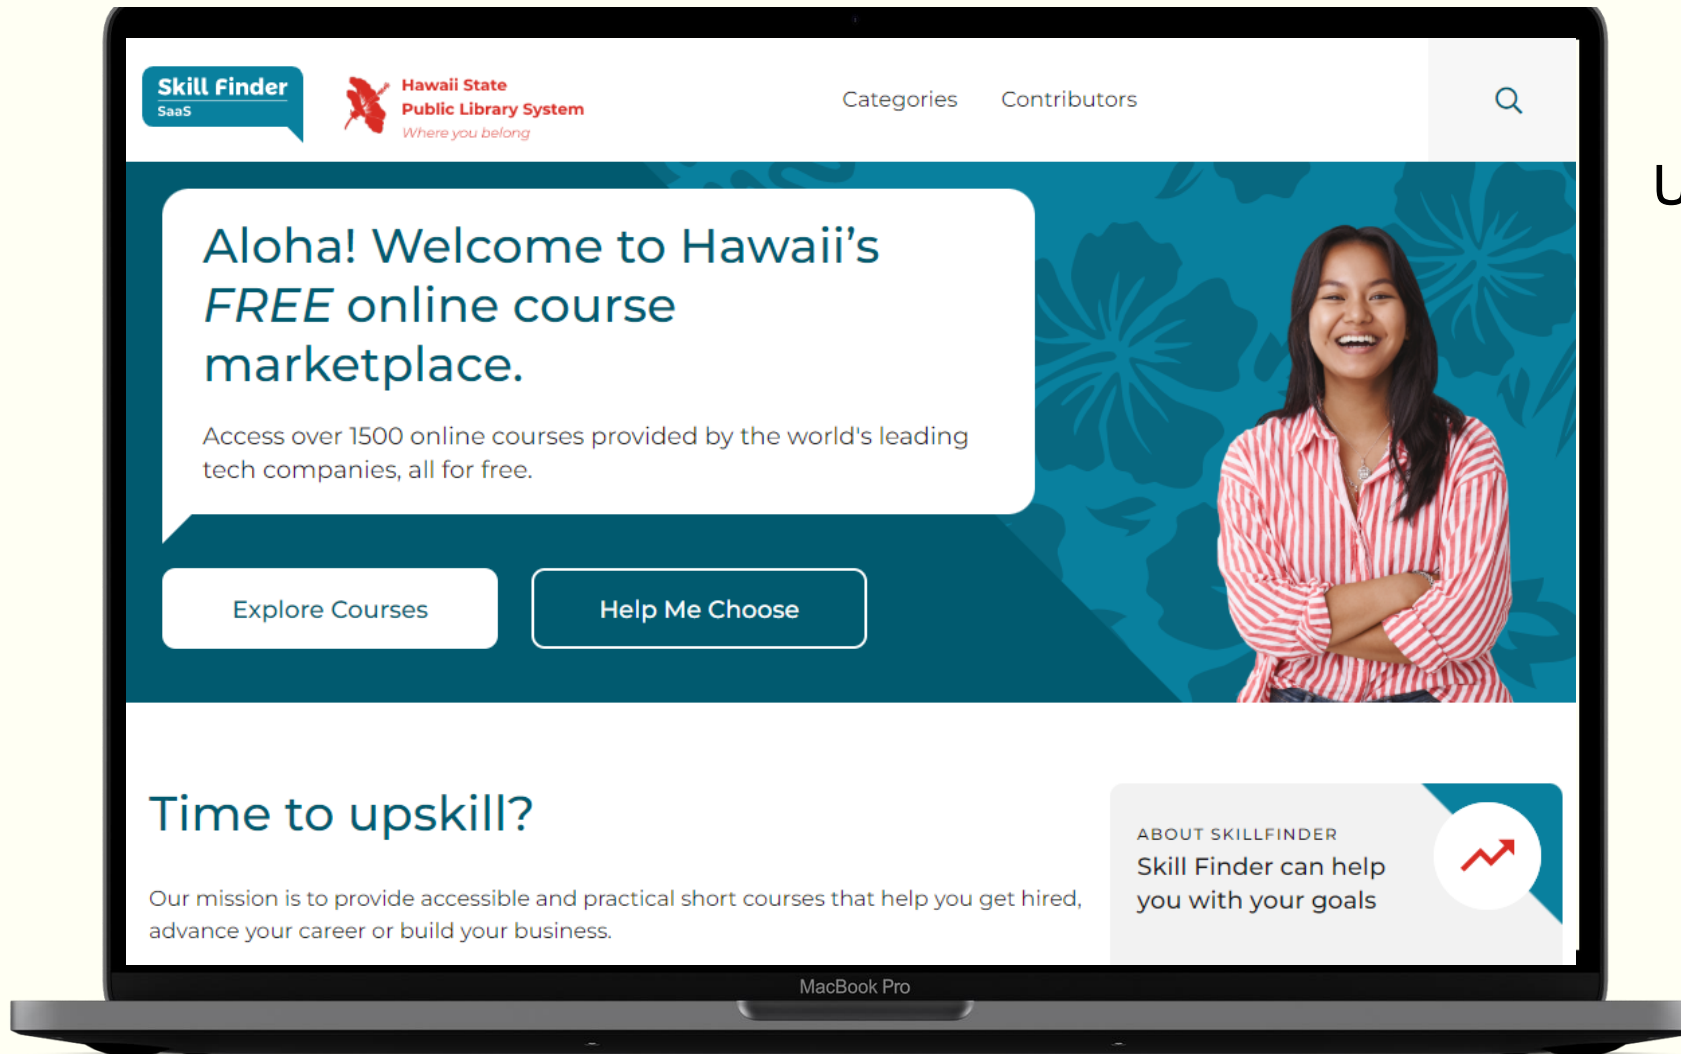 Skill Finder
SaaS
Hawaii State
Public Library System
Where you belong
Categories
Contributors
Aloha! Welcome to Hawaii’s
FREE online course
marketplace.
Access over 1500 online courses provided by the world's leading
tech companies, all for free.
Explore Courses
Help Me Choose
Time to upskill?
Our mission is to provide accessible and practical short courses that help you get hired,
advance your career or build your business.
ABOUT SKILLFINDER
Skill Finder can help
you with your goals
MacBook Pro